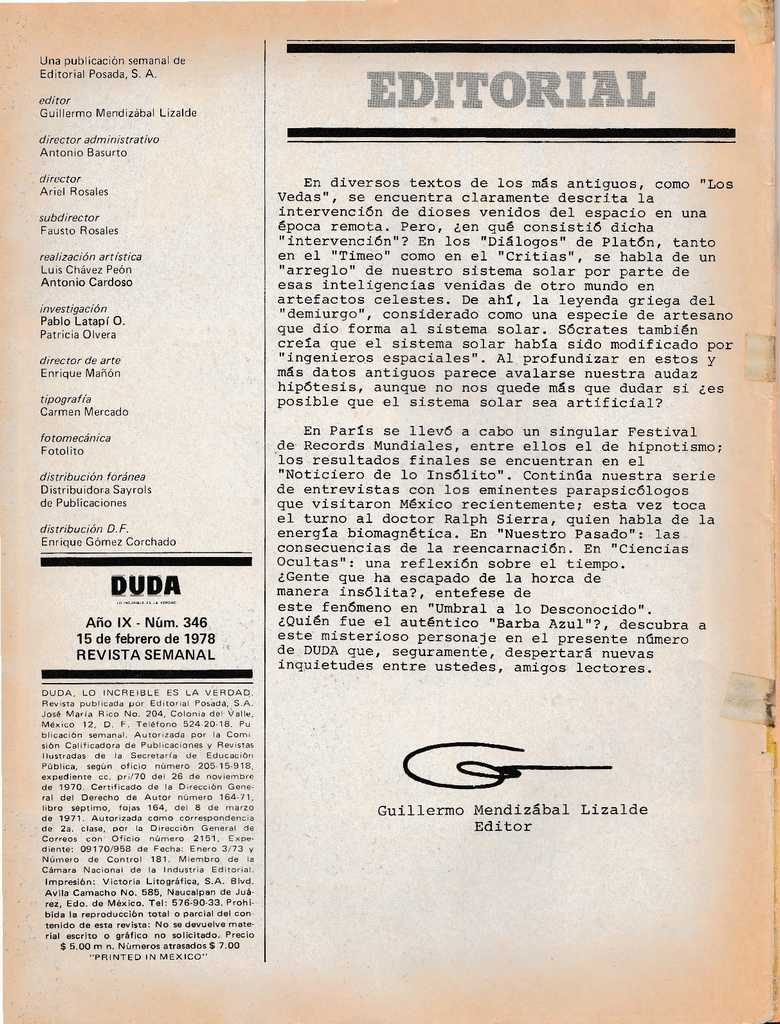 Una publicación semanal de
Editorial Posada, S. A.
editor
Guillermo Mendizábal Lizalde
director administrativo
Antonio Basurto
director
Ariel Rosales
subdirector
Fausto Rosales
realización artística
Luis Chávez Peón
Antonio Cardoso
investigación
Pablo Latapí O.
Patricia Olvera
director de arte
Enrique Mañón
tipografía
Carmen Mercado
fotomecánica
Fotolito
distribución foránea
Distribuidora Sayrols
de Publicaciones
distribución D.F.
Enrique Gómez Corchado
DUDA
LO INCREIBLE ES LA VERDAD
Año IX - Núm. 346
15 de febrero de 1978
REVISTA SEMANAL
DUDA, LO INCREIBLE ES LA VERDAD.
Revista publicada por Editorial Posada, S.A.
José María Rico No. 204, Colonia del Valle,
México 12, D. F. Teléfono 524-20-18. Pu-
blicación semanal. Autorizada por la Comi-
sión Calificadora de Publicaciones y Revistas
Ilustradas de la Secretaría de Educación
Pública, según oficio número 205-15-918,
expediente cc. pri/70 del 26 de noviembre
de 1970. Certificado de la Dirección Gene-
ral del Derecho de Autor número 164-71,
libro séptimo, fojas 164, del 8 de marzo
de 1971. Autorizada como correspondencia
de 2a. clase, por la Dirección General de
Correos con Oficio número 2151, Expe-
diente: 09170/958 de Fecha: Enero 3/73 y
Número de Control 181. Miembro de la
Cámara Nacional de la Industria Editorial.
Impresión: Victoria Litográfica, S.A. Blvd.
Avila Camacho No. 585, Naucalpan de Juá-
rez, Edo. de México. Tel: 576-90-33. Prohi-
bida la reproducción total o parcial del con-
tenido de esta revista: No se devuelve mate-
rial escrito o gráfico no solicitado. Precio
$ 5.00 m n. Números atrasados $ 7.00
"PRINTED IN MEXICO"
EDITORIAL
En diversos textos de los más antiguos, como "Los
Vedas", se encuentra claramente descrita la
intervención de dioses venidos del espacio en una
época remota. Pero, ¿en qué consistió dicha
"intervención"? En los "Diálogos" de Platón, tanto
en el "Timeo" como en el "Critias", se habla de un
"arreglo" de nuestro sistema solar por parte de
esas inteligencias venidas de otro mundo en
artefactos celestes. De ahí, la leyenda griega del
"demiurgo", considerado como una especie de artesano
que dio forma al sistema solar. Sócrates también
creía que el sistema solar había sido modificado por
"ingenieros espaciales". Al profundizar en estos y
más datos antiguos parece avalarse nuestra audaz
hipótesis, aunque no nos quede más que dudar si ¿es
posible que el sistema solar sea artificial?
En París se llevó a cabo un singular Festival
de Records Mundiales, entre ellos el de hipnotismo;
los resultados finales se encuentran en el
"Noticiero de lo Insólito". Continúa nuestra serie
de entrevistas con los eminentes parapsicólogos
que visitaron México recientemente; esta vez toca
el turno al doctor Ralph Sierra, quien habla de la
energía biomagnética. En "Nuestro Pasado": las
consecuencias de la reencarnación. En "Ciencias
Ocultas": una reflexión sobre el tiempo.
¿Gente que ha escapado de la horca de
manera insólita?, entefese de
este fenómeno en "Umbral a lo Desconocido".
¿Quién fue el auténtico "Barba Azul"?, descubra a
este misterioso personaje en el presente número
de DUDA que, seguramente, despertará nuevas
inquietudes entre ustedes, amigos lectores.
Guillermo Mendizábal Lizalde
Editor